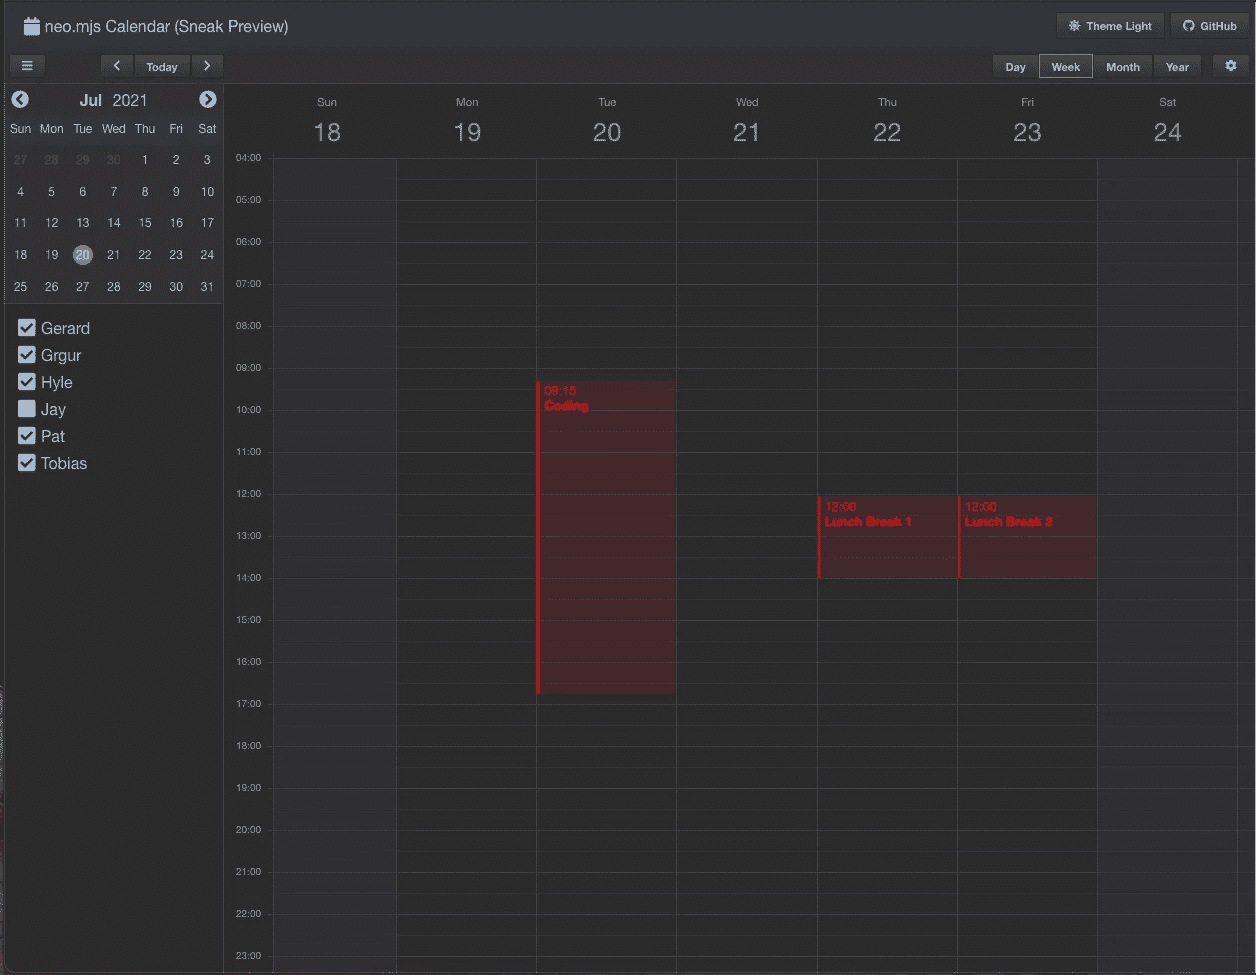 neo.mjs Calendar (Sneak Preview)
Theme Light
GitHub
Today
Day
Week
Month
Year
Jul 2021
Sun Mon Tue Wed Thu Fri Sat
27 28 29 30 1 2 3
4 5 6 7 8 9 10
11 12 13 14 15 16 17
18 19 20 21 22 23 24
25 26 27 28 29 30 31
Gerard
Grgur
Hyle
Jay
Pat
Tobias
Sun Mon Tue Wed Thu Fri Sat
18 19 20 21 22 23 24
04:00
05:00
06:00
07:00
08:00
09:00
10:00
11:00
12:00
13:00
14:00
15:00
16:00
17:00
18:00
19:00
20:00
21:00
22:00
23:00
09:15
Coding
12:00
Lunch Break 1
12:00
Lunch Break 2